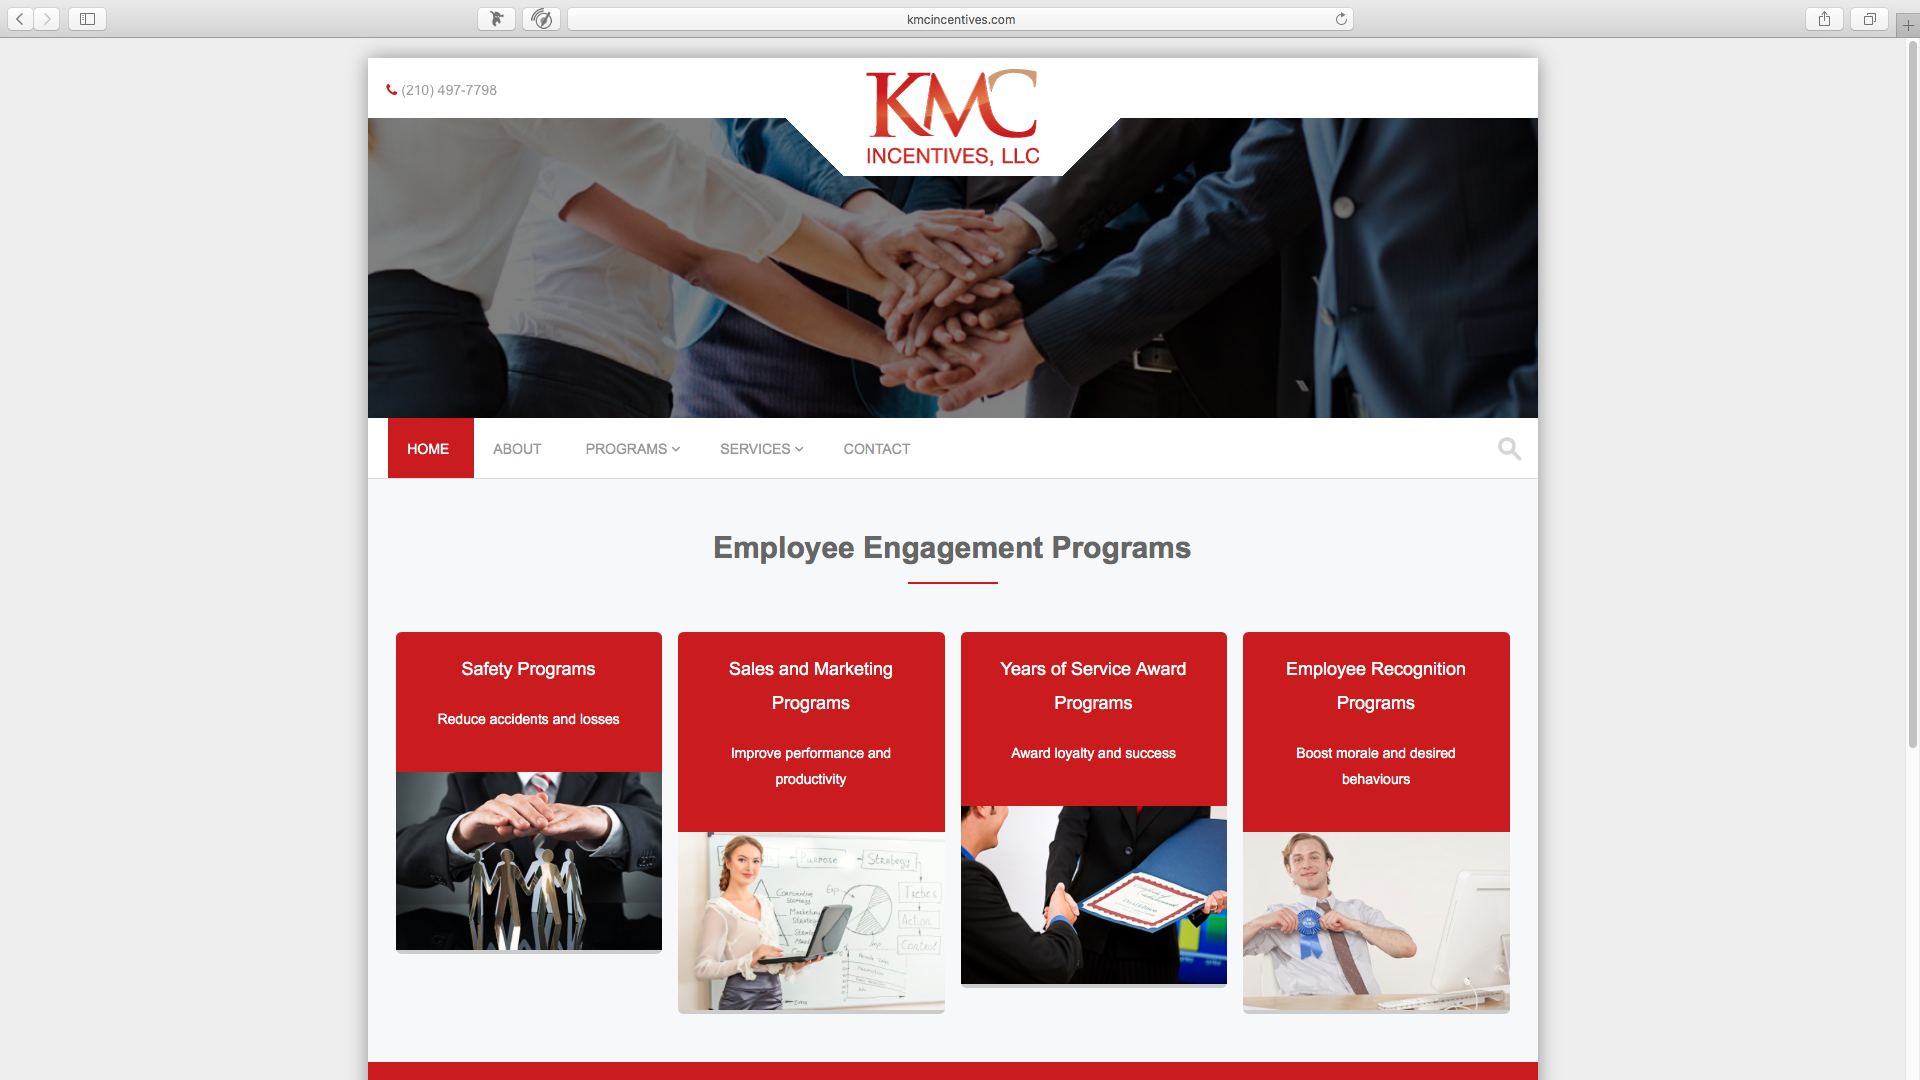 kmcincentives.com
(210) 497-7798
KMC
INCENTIVES, LLC
HOME
ABOUT
PROGRAMS
SERVICES
CONTACT
Employee Engagement Programs
Safety Programs
Reduce accidents and losses
Sales and Marketing
Programs
Improve performance and
productivity
Purpose
Strategy
Tactics
Action
Control
Years of Service Award
Programs
Award loyalty and success
Employee Recognition
Programs
Boost morale and desired
behaviours